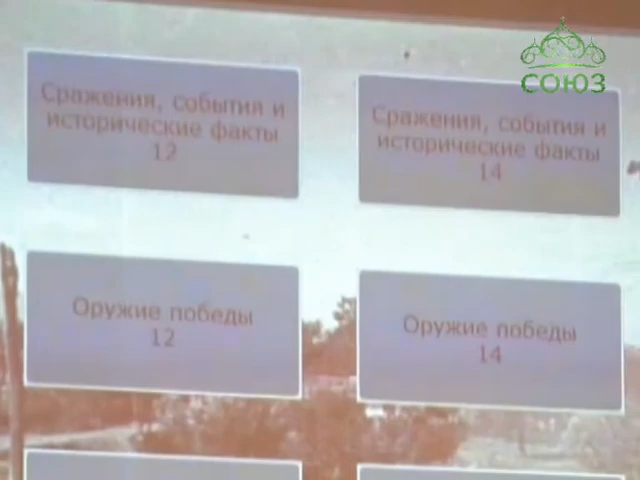 СОЮЗ
Сражения, события и
исторические факты
12
Сражения, события и
исторические факты
14
Оружие победы
12
Оружие победы
14